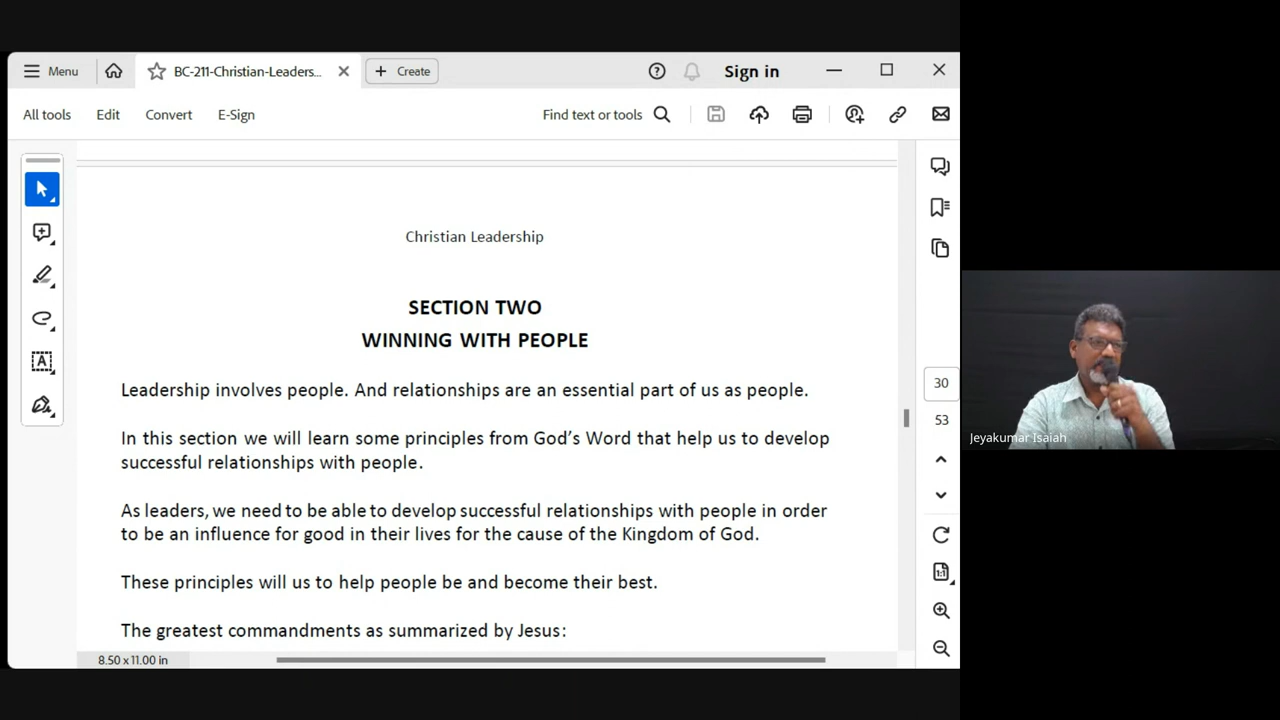 Menu
BC-211-Christian-Leaders...
Create
Sign in
All tools
Edit
Convert
E-Sign
Find text or tools
Christian Leadership
SECTION TWO
WINNING WITH PEOPLE
Leadership involves people. And relationships are an essential part of us as people.
In this section we will learn some principles from God’s Word that help us to develop
successful relationships with people.
As leaders, we need to be able to develop successful relationships with people in order
to be an influence for good in their lives for the cause of the Kingdom of God.
These principles will us to help people be and become their best.
The greatest commandments as summarized by Jesus:
8.50 x 11.00 in
30
53
1:1
Jeyakumar Isaiah